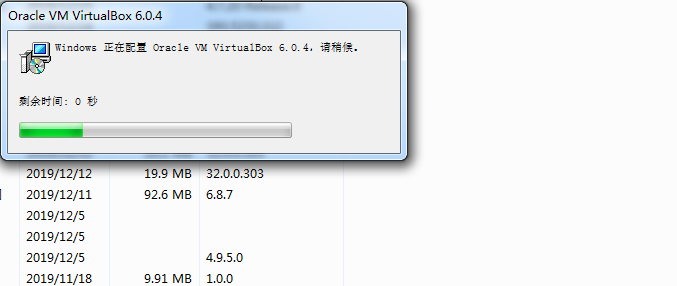 Oracle VM VirtualBox 6.0.4
Windows 正在配置 Oracle VM VirtualBox 6.0.4，请稍候。
剩余时间: 0 秒
2019/12/12 19.9 MB 32.0.0.303
2019/12/11 92.6 MB 6.8.7
2019/12/5
2019/12/5
2019/12/5 4.9.5.0
2019/11/18 9.91 MB 1.0.0